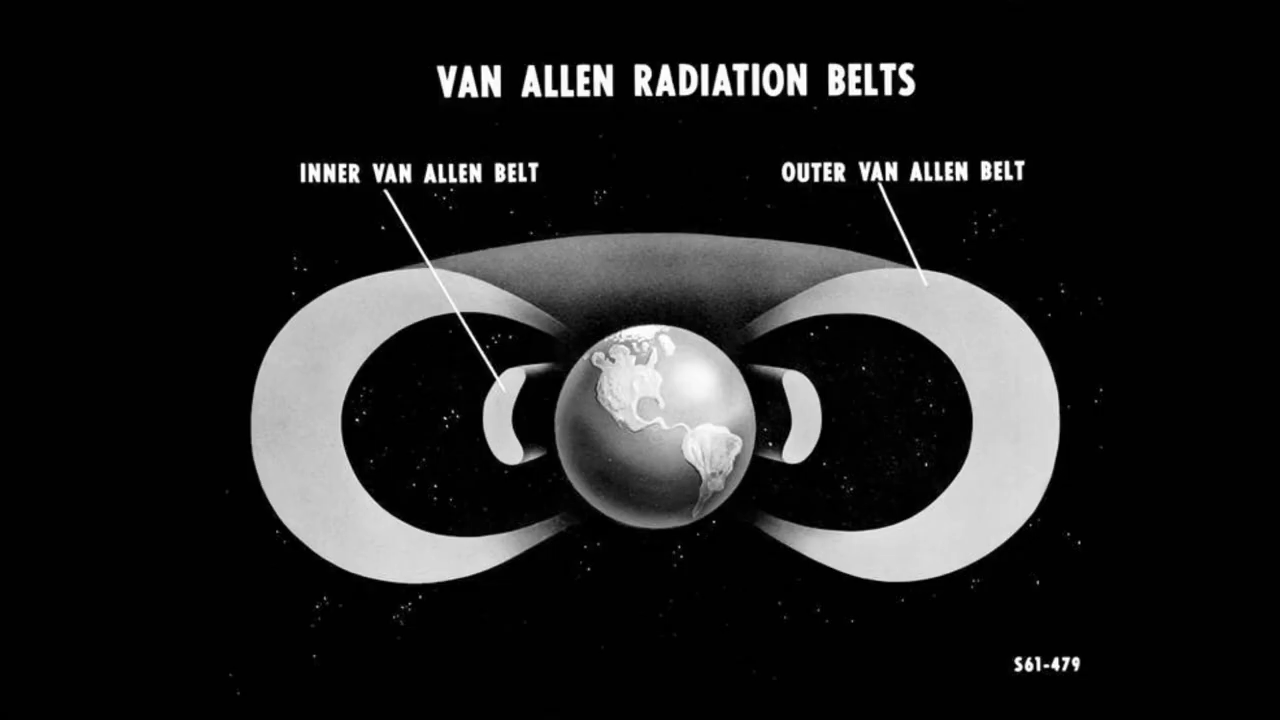 VAN ALLEN RADIATION BELTS
INNER VAN ALLEN BELT
OUTER VAN ALLEN BELT
S61-479